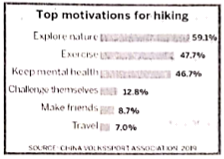 Top motivations for hiking
Explore nature 59.1%
Exercise 47.7%
Keep mental health 46.7%
Challenge themselves 12.8%
Make friends 8.7%
Travel 7.0%
SOURCE: CHINA VOLKSSPORT ASSOCIATION, 2019